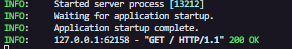 INFO:     Started server process [13212]
INFO:     Waiting for application startup.
INFO:     Application startup complete.
INFO:     127.0.0.1:62158 - "GET / HTTP/1.1" 200 OK